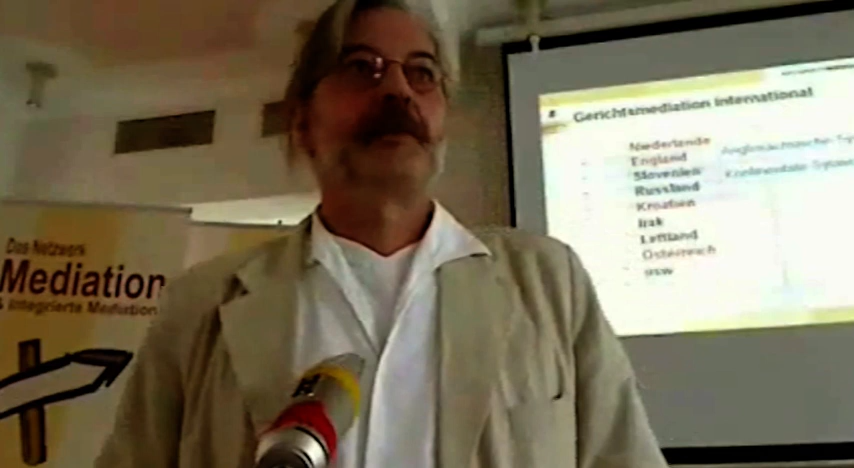 Das Netzwerk
Mediation
& Integrierte Mediation
Gerichtsmediation International
Niederlande
England
Slovenien
Russland
Kroatien
Irak
Lettland
Österreich
usw